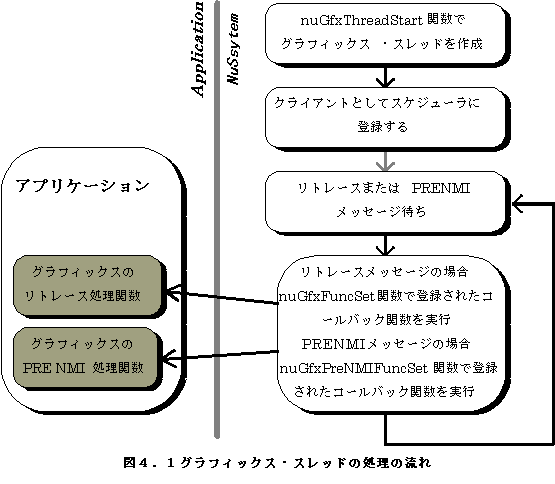 Application
NuSsytem
nuGfxThreadStart 関数で
グラフィックス ・スレッドを作成
クライアントとしてスケジューラに
登録する
リトレースまたは PRENMI
メッセージ待ち
アプリケーション
グラフィックスの
リトレース処理関数
グラフィックスの
PRE NMI 処理関数
リトレースメッセージの場合
nuGfxFuncSet関数で登録されたコ
ールバック関数を実行
PRENMIメッセージの場合
nuGfxPreNMIFuncSet 関数で登録
されたコールバック関数を実行
図４．１グラフィックス・スレッドの処理の流れ